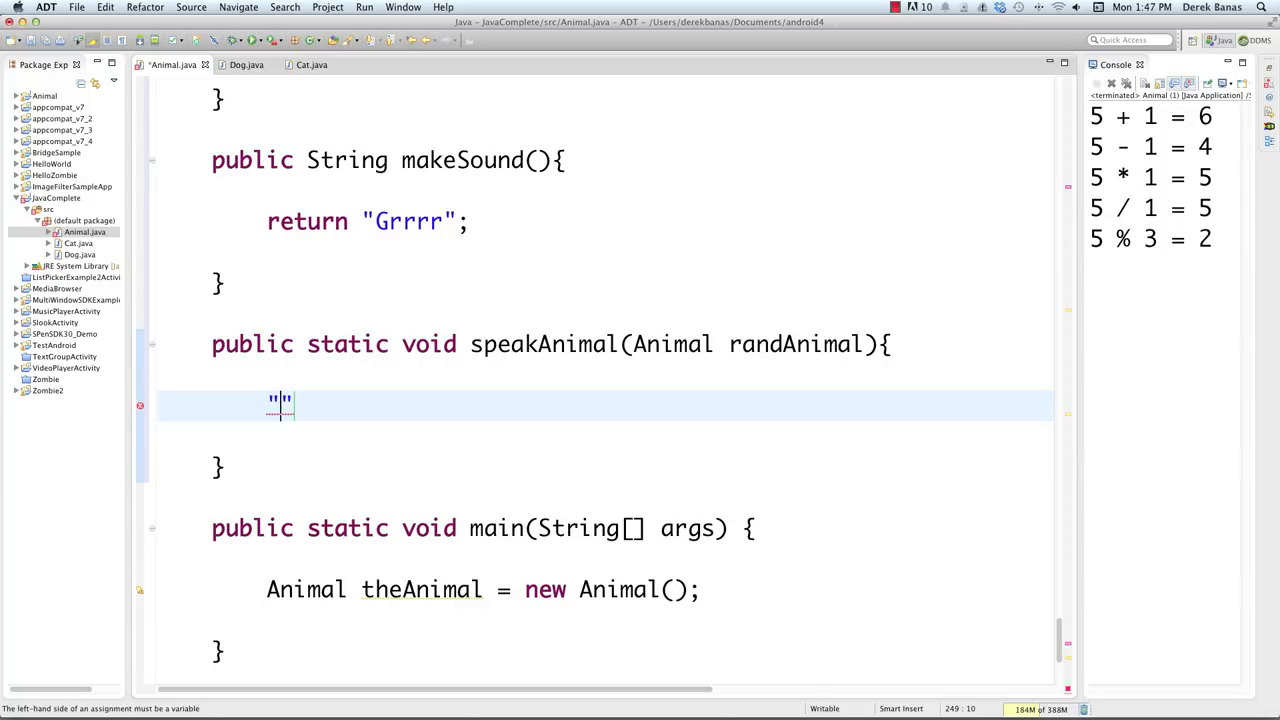 ADT File Edit Refactor Source Navigate Search Project Run Window Help 10 Mon 1:47 PM Derek Banas
Java – JavaComplete/src/Animal.java – ADT – /Users/derekbanas/Documents/android4
Quick Access Java DDMS
Package Exp
Animal
appcompat_v7
appcompat_v7_2
appcompat_v7_3
appcompat_v7_4
BridgeSample
HelloWorld
HelloZombie
ImageFilterSampleApp
JavaComplete
src
(default package)
Animal.java
Cat.java
Dog.java
JRE System Library [Ja
ListPickerExample2Activi
MediaBrowser
MultiWindowSDKExample
MusicPlayerActivity
SlookActivity
SPenSDK30_Demo
TestAndroid
TextGroupActivity
VideoPlayerActivity
Zombie
Zombie2
*Animal.java Dog.java Cat.java
}
public String makeSound(){
return "Grrrr";
}
public static void speakAnimal(Animal randAnimal){
""
}
public static void main(String[] args) {
Animal theAnimal = new Animal();
}
Console
<terminated> Animal (1) [Java Application] /S
5 + 1 = 6
5 - 1 = 4
5 * 1 = 5
5 / 1 = 5
5 % 3 = 2
The left-hand side of an assignment must be a variable Writable Smart Insert 249 : 10 184M of 388M